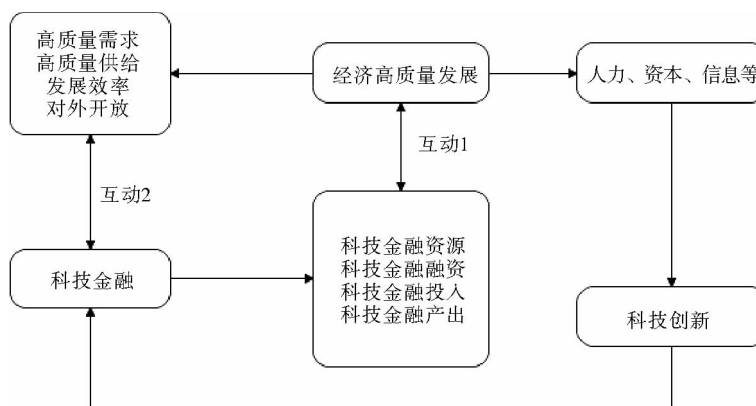 高质量需求
高质量供给
发展效率
对外开放
经济高质量发展
人力、资本、信息等
互动1
互动2
科技金融资源
科技金融融资
科技金融投入
科技金融产出
科技金融
科技创新